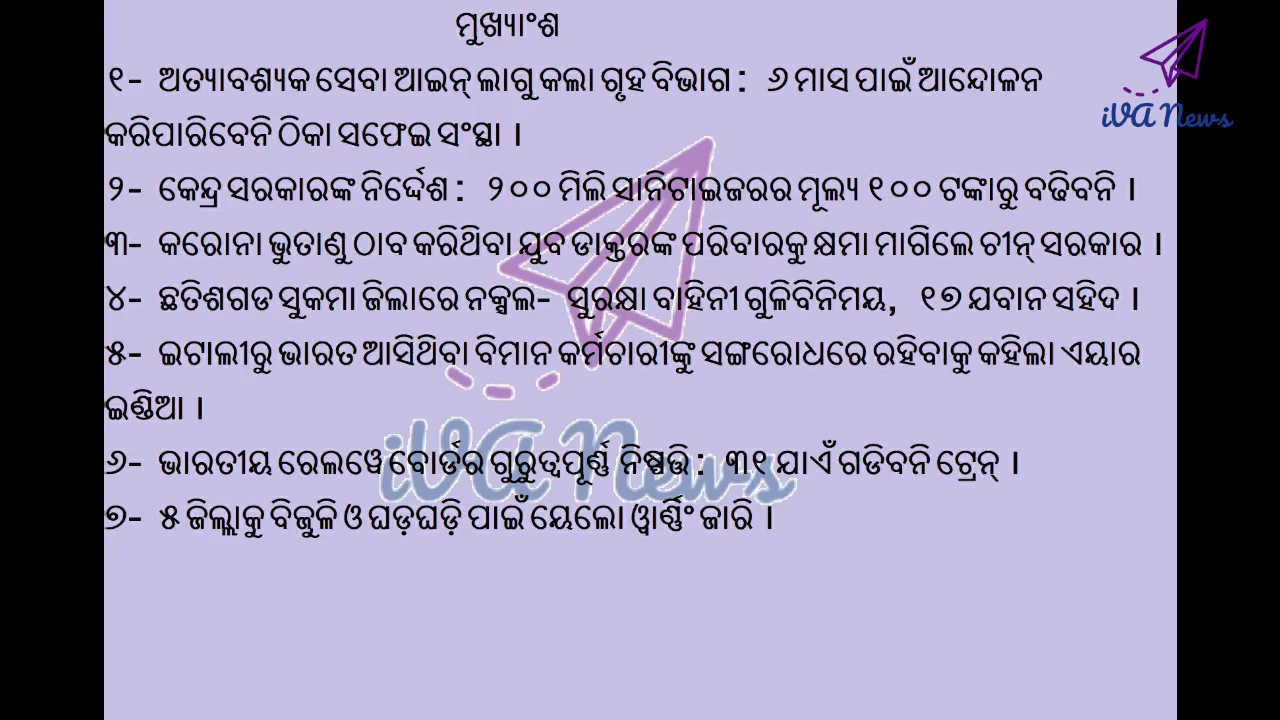 ମୁଖ୍ୟାଂଶ
୧- ଅତ୍ୟାବଶ୍ୟକ ସେବା ଆଇନ୍ ଲାଗୁ କଲା ଗୃହ ବିଭାଗ : ୬ ମାସ ପାଇଁ ଆନ୍ଦୋଳନ
କରିପାରିବେନି ଠିକା ସଫେଇ ସଂସ୍ଥା ।
୨- କେନ୍ଦ୍ର ସରକାରଙ୍କ ନିର୍ଦ୍ଦେଶ : ୨୦୦ ମିଲି ସାନିଟାଇଜରର ମୂଲ୍ୟ ୧୦୦ ଟଙ୍କାରୁ ବଢିବନି ।
୩- କରୋନା ଭୁତାଣୁ ଠାବ କରିଥିବା ଯୁବ ଡାକ୍ତରଙ୍କ ପରିବାରକୁ କ୍ଷମା ମାଗିଲେ ଚୀନ୍ ସରକାର ।
୪- ଛତିଶଗଡ ସୁକମା ଜିଲାରେ ନକ୍ସଲ- ସୁରକ୍ଷା ବାହିନୀ ଗୁଳିବିନିମୟ, ୧୭ ଯବାନ ସହିଦ ।
୫- ଇଟାଲୀରୁ ଭାରତ ଆସିଥିବା ବିମାନ କର୍ମଚାରୀଙ୍କୁ ସଙ୍ଗରୋଧରେ ରହିବାକୁ କହିଲା ଏୟାର
ଇଣ୍ଡିଆ ।
୬- ଭାରତୀୟ ରେଲୱେ ବୋର୍ଡର ଗୁରୁତ୍ୱପୂର୍ଣ୍ଣ ନିଷ୍ପତ୍ତି : ୩୧ ଯାଏଁ ଗଡିବନି ଟ୍ରେନ୍ ।
୭- ୫ ଜିଲ୍ଲାକୁ ବିଜୁଳି ଓ ଘଡ଼ଘଡ଼ି ପାଇଁ ୟେଲୋ ୱାର୍ଣ୍ଣିଂ ଜାରି ।
iVA News
iVA News